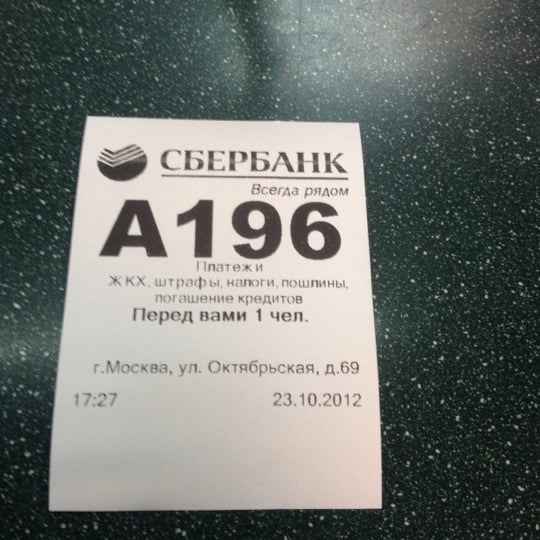 СБЕРБАНК
Всегда рядом
А196
Платежи
ЖКХ, штрафы, налоги, пошлины,
погашение кредитов
Перед вами 1 чел.
г.Москва, ул. Октябрьская, д.69
17:27 23.10.2012